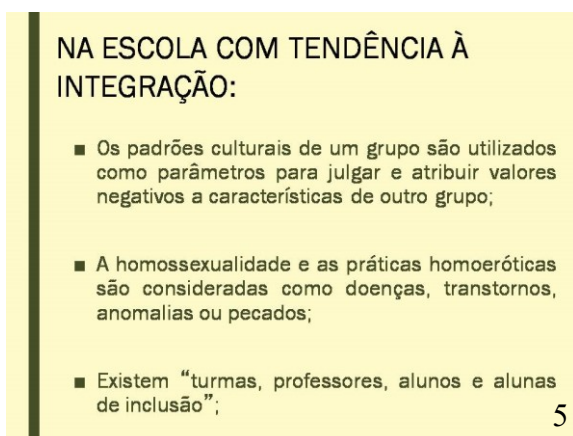 NA ESCOLA COM TENDÊNCIA À
INTEGRAÇÃO:
■ Os padrões culturais de um grupo são utilizados
como parâmetros para julgar e atribuir valores
negativos a características de outro grupo;
■ A homossexualidade e as práticas homoeróticas
são consideradas como doenças, transtornos,
anomalias ou pecados;
■ Existem “turmas, professores, alunos e alunas
de inclusão”;
5